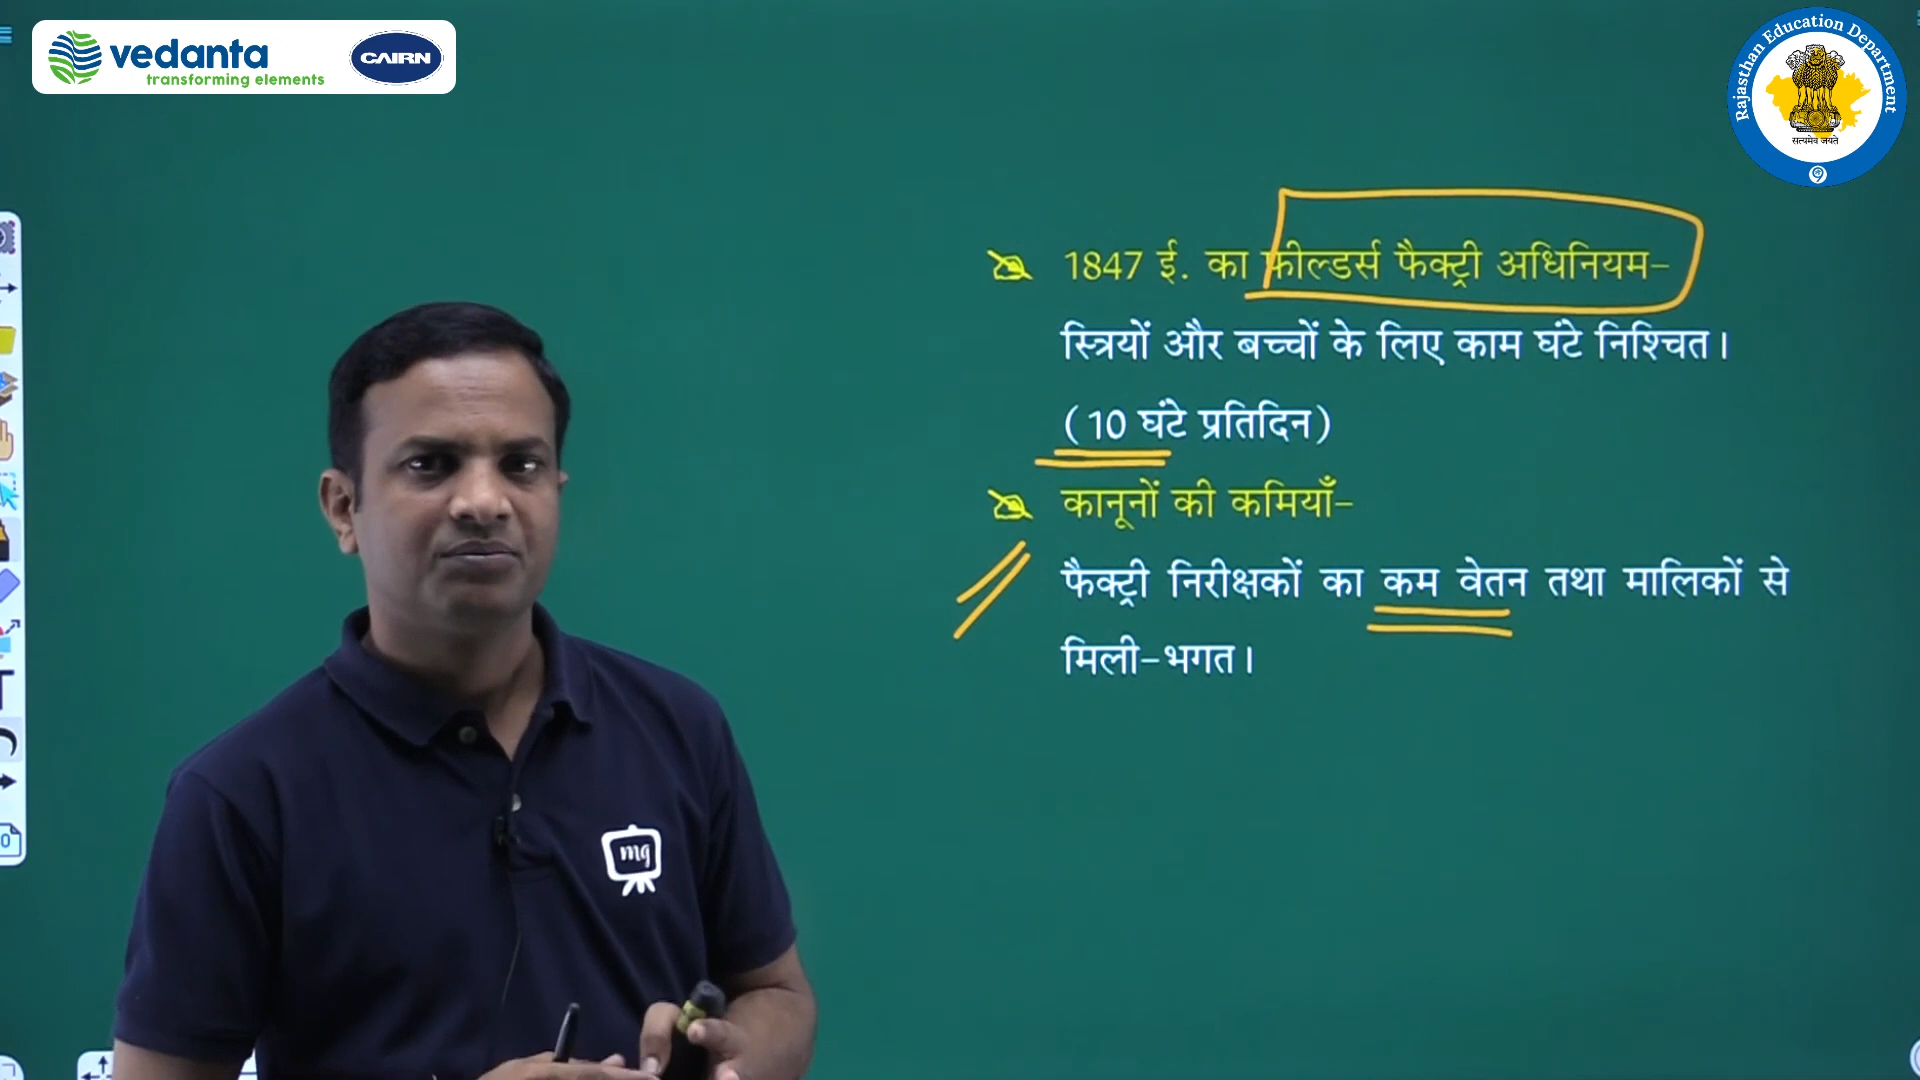 vedanta
transforming elements
CAIRN
Rajasthan Education Department
सत्यमेव जयते
1847 ई. का फील्डर्स फैक्ट्री अधिनियम–
स्त्रियों और बच्चों के लिए काम घंटे निश्चित।
(10 घंटे प्रतिदिन)
कानूनों की कमियाँ–
फैक्ट्री निरीक्षकों का कम वेतन तथा मालिकों से
मिली–भगत।
mg